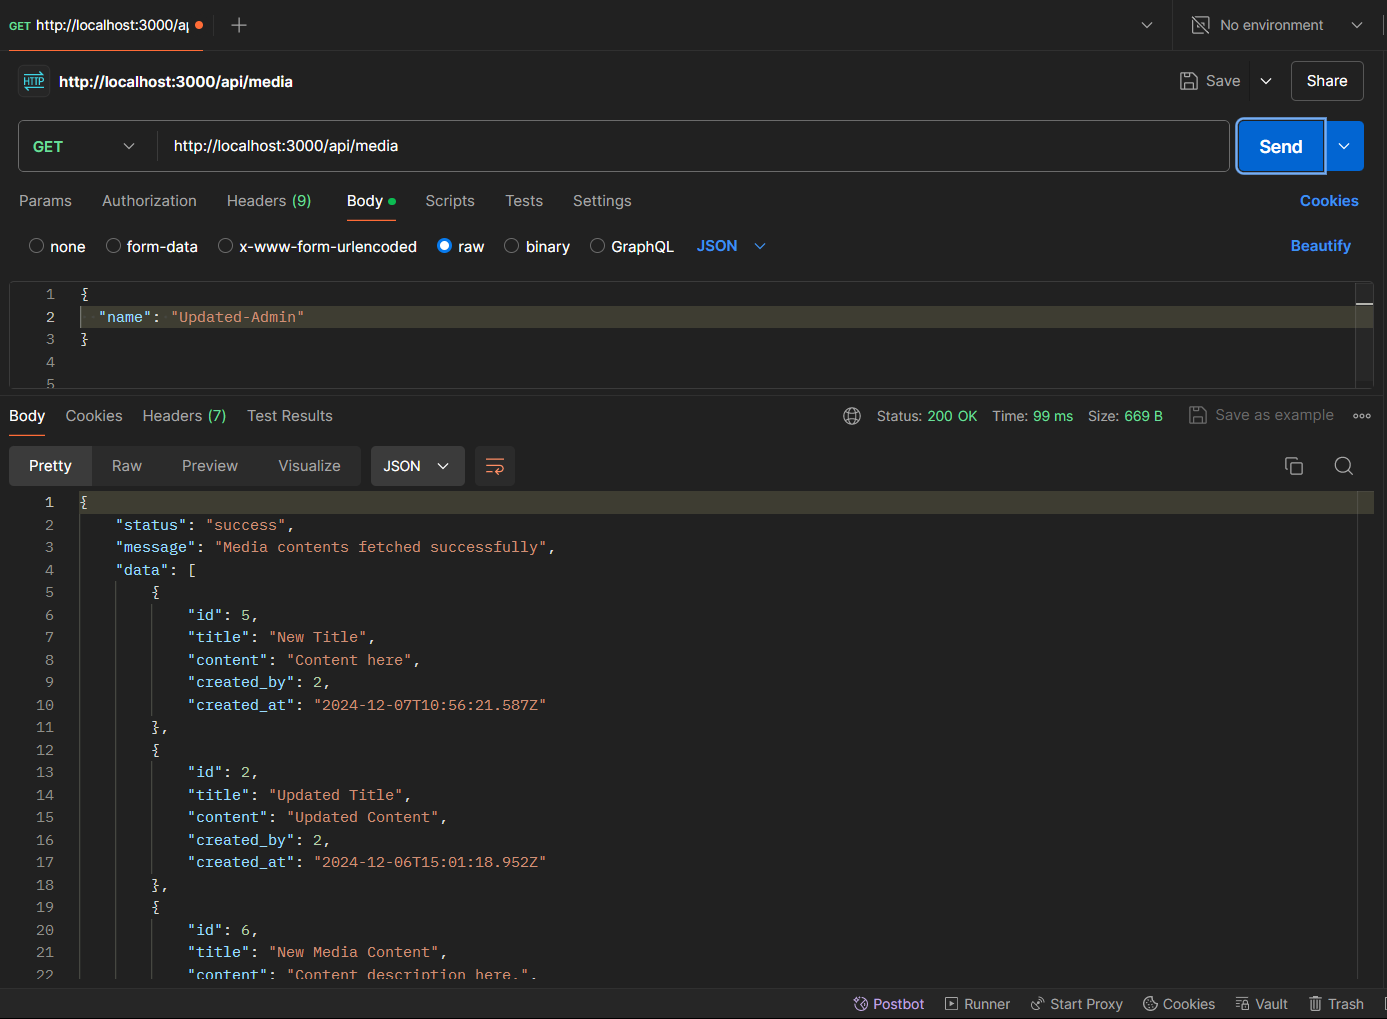 GET http://localhost:3000/ap
No environment
HTTP http://localhost:3000/api/media
Save
Share
GET http://localhost:3000/api/media
Send
Params Authorization Headers (9) Body Scripts Tests Settings Cookies
none form-data x-www-form-urlencoded raw binary GraphQL JSON Beautify
1 {
2 "name": "Updated-Admin"
3 }
4
5
Body Cookies Headers (7) Test Results Status: 200 OK Time: 99 ms Size: 669 B Save as example
Pretty Raw Preview Visualize JSON
1 {
2 "status": "success",
3 "message": "Media contents fetched successfully",
4 "data": [
5 {
6 "id": 5,
7 "title": "New Title",
8 "content": "Content here",
9 "created_by": 2,
10 "created_at": "2024-12-07T10:56:21.587Z"
11 },
12 {
13 "id": 2,
14 "title": "Updated Title",
15 "content": "Updated Content",
16 "created_by": 2,
17 "created_at": "2024-12-06T15:01:18.952Z"
18 },
19 {
20 "id": 6,
21 "title": "New Media Content",
22 "content": "Content description here.",
Postbot Runner Start Proxy Cookies Vault Trash